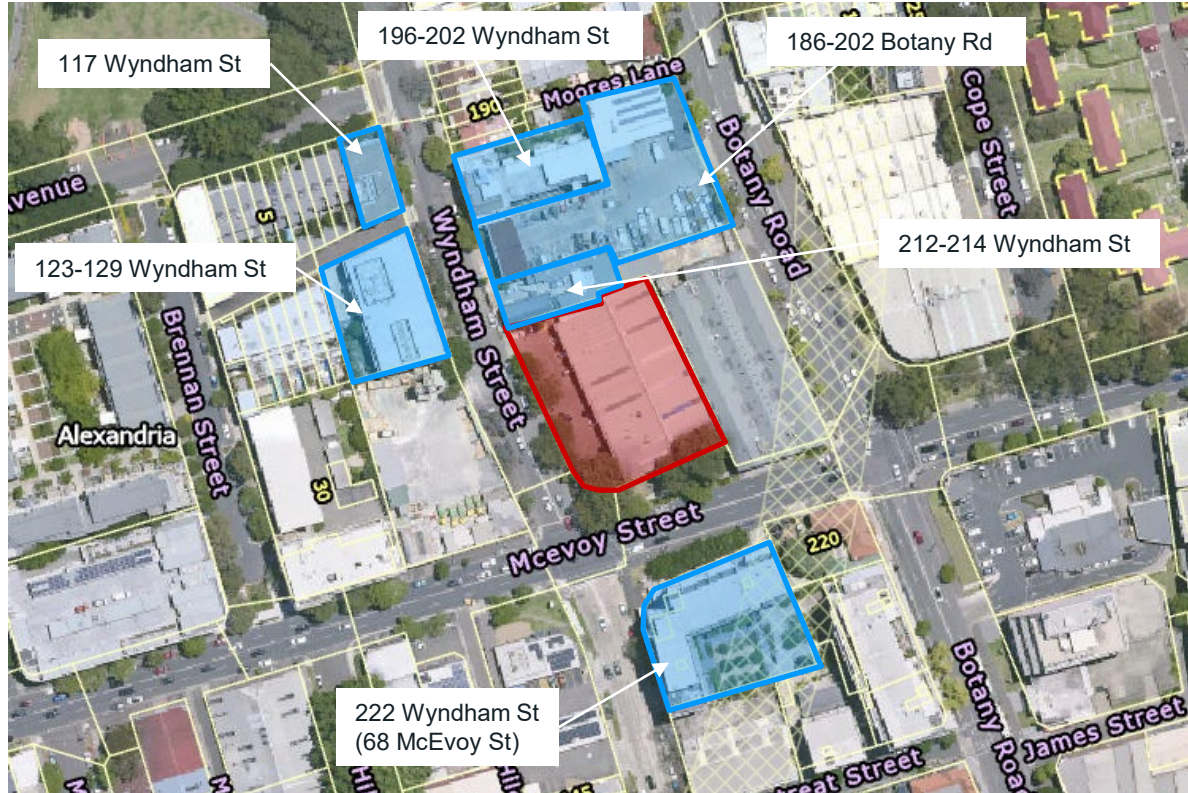 196-202 Wyndham St
117 Wyndham St
186-202 Botany Rd
Moores Lane
190
Cope Street
Avenue
5
Botany Road
Wyndham Street
212-214 Wyndham St
123-129 Wyndham St
Brennan Street
Alexandria
30
Mcevoy Street
220
222 Wyndham St
(68 McEvoy St)
Botany Road
James Street